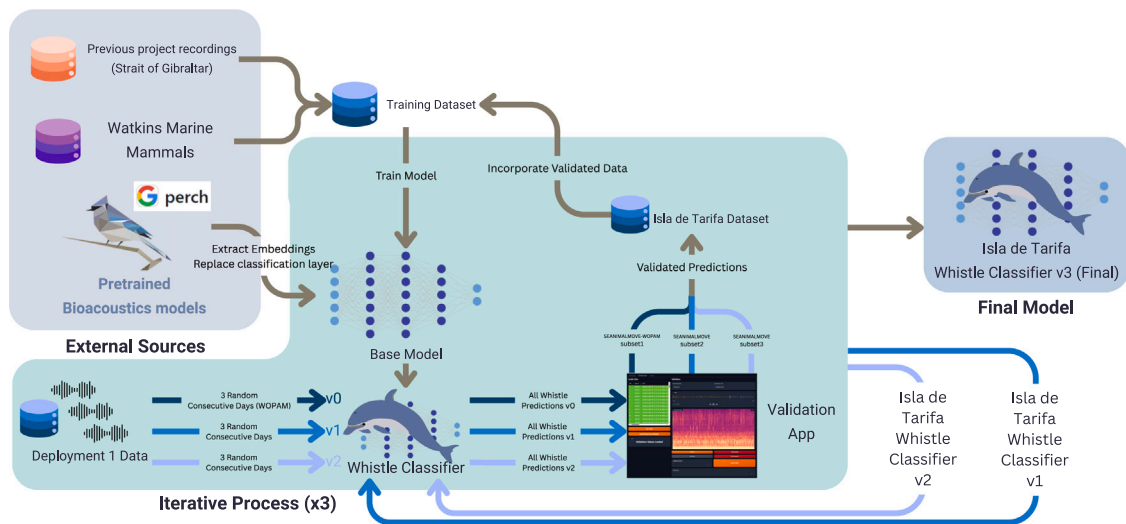 Previous project recordings
(Strait of Gibraltar)
Watkins Marine
Mammals
G perch
Pretrained
Bioacoustics models
External Sources
Training Dataset
Train Model
Incorporate Validated Data
Isla de Tarifa Dataset
Validated Predictions
Extract Embeddings
Replace classification layer
Base Model
SEANIMALMOVE-WOPAM
subset1
SEANIMALMOVE
subset2
SEANIMALMOVE
subset3
Isla de Tarifa
Whistle Classifier v3 (Final)
Final Model
Deployment 1 Data
3 Random
Consecutive Days (WOPAM)
v0
3 Random
Consecutive Days
v1
3 Random
Consecutive Days
v2
Whistle Classifier
All Whistle
Predictions v0
All Whistle
Predictions v1
All Whistle
Predictions v2
Validation
App
Isla de
Tarifa
Whistle
Classifier
v2
Isla de
Tarifa
Whistle
Classifier
v1
Iterative Process (x3)